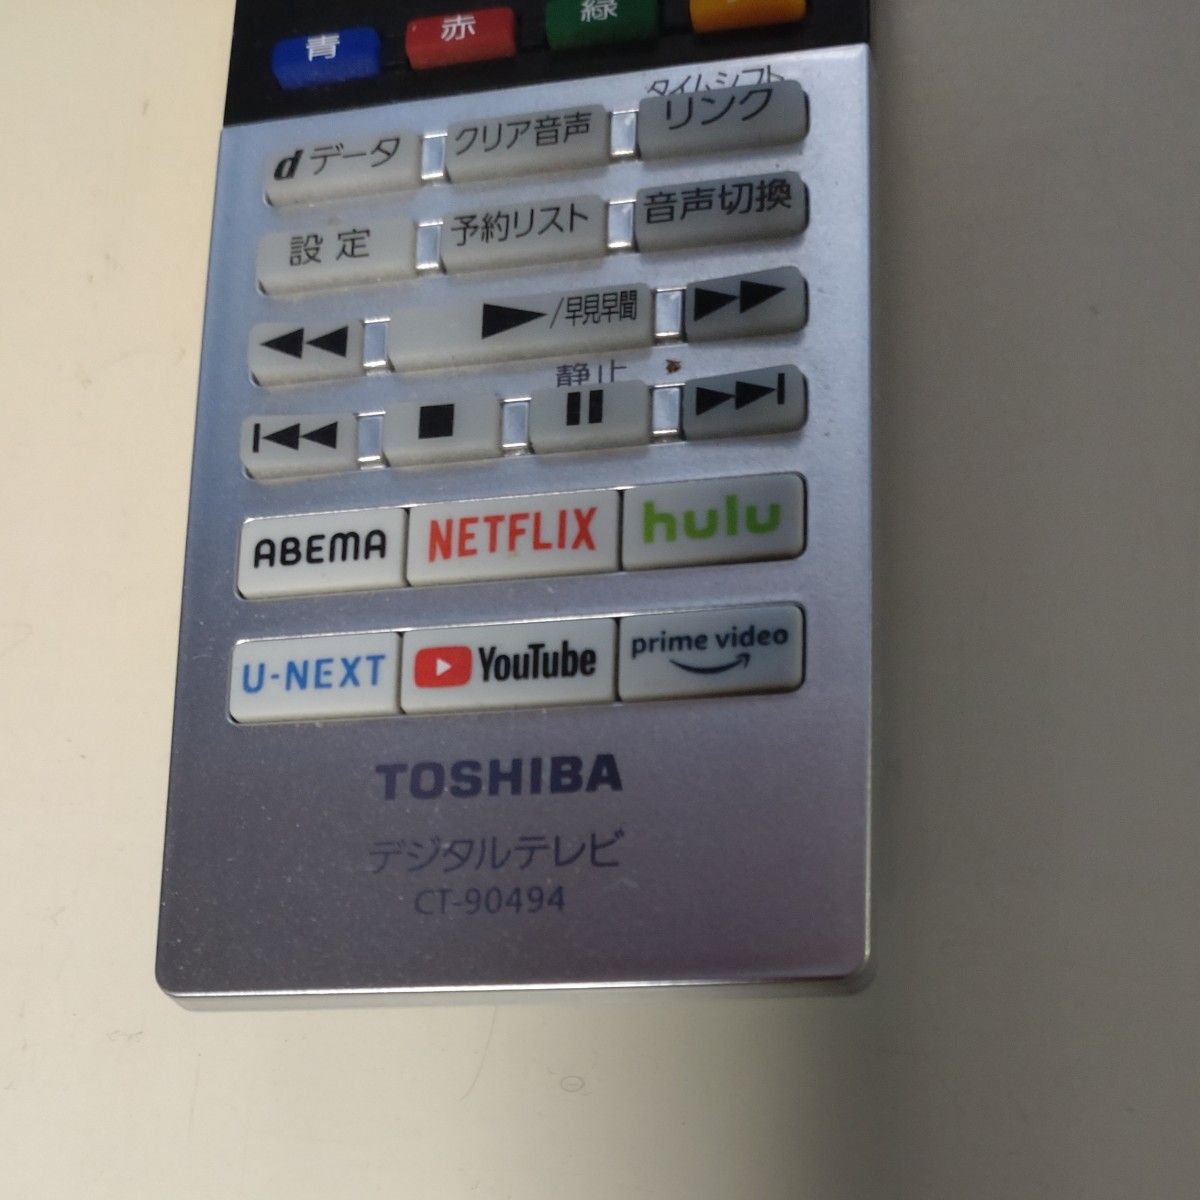 青 赤 緑
タイムシフト
dデータ クリア音声 リンク
設定 予約リスト 音声切換
/早見早聞
静止
ABEMA NETFLIX hulu
U-NEXT YouTube prime video
TOSHIBA
デジタルテレビ
CT-90494